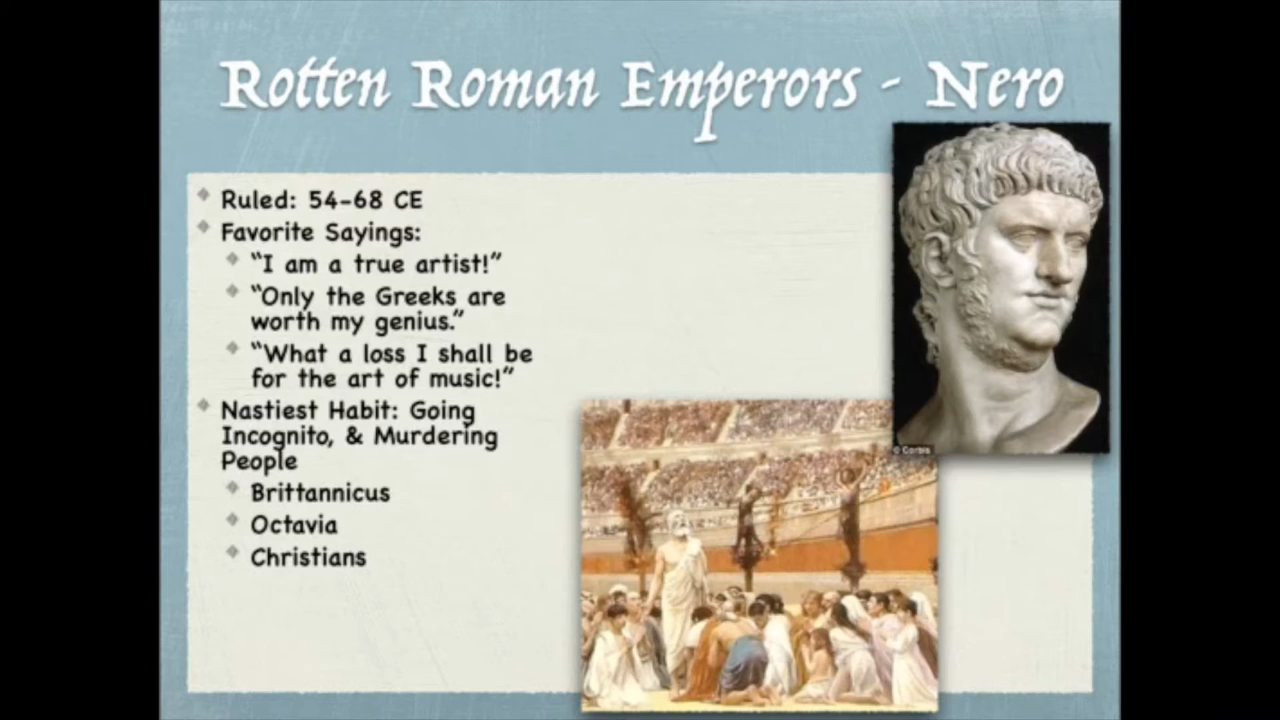 Rotten Roman Emperors - Nero
Ruled: 54-68 CE
Favorite Sayings:
“I am a true artist!”
“Only the Greeks are
worth my genius.”
“What a loss I shall be
for the art of music!”
Nastiest Habit: Going
Incognito, & Murdering
People
Brittannicus
Octavia
Christians
© Corbis